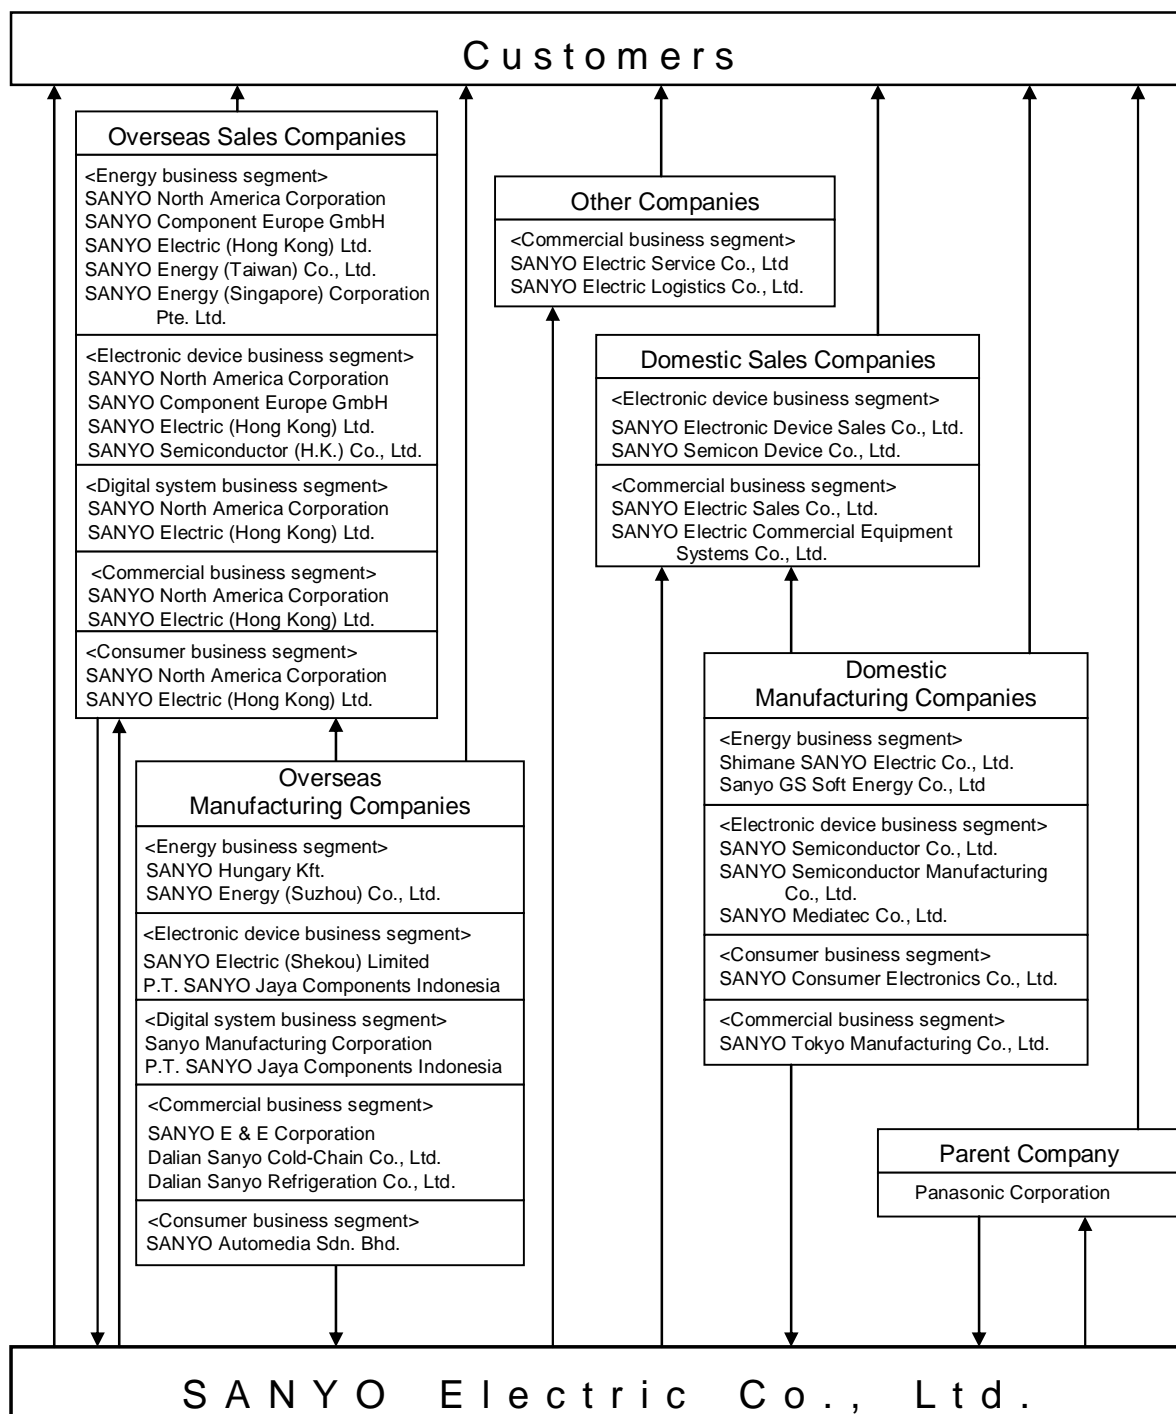 Customers
Overseas Sales Companies
<Energy business segment>
SANYO North America Corporation
SANYO Component Europe GmbH
SANYO Electric (Hong Kong) Ltd.
SANYO Energy (Taiwan) Co., Ltd.
SANYO Energy (Singapore) Corporation
Pte. Ltd.
<Electronic device business segment>
SANYO North America Corporation
SANYO Component Europe GmbH
SANYO Electric (Hong Kong) Ltd.
SANYO Semiconductor (H.K.) Co., Ltd.
<Digital system business segment>
SANYO North America Corporation
SANYO Electric (Hong Kong) Ltd.
<Commercial business segment>
SANYO North America Corporation
SANYO Electric (Hong Kong) Ltd.
<Consumer business segment>
SANYO North America Corporation
SANYO Electric (Hong Kong) Ltd.
Overseas
Manufacturing Companies
<Energy business segment>
SANYO Hungary Kft.
SANYO Energy (Suzhou) Co., Ltd.
<Electronic device business segment>
SANYO Electric (Shekou) Limited
P.T. SANYO Jaya Components Indonesia
<Digital system business segment>
Sanyo Manufacturing Corporation
P.T. SANYO Jaya Components Indonesia
<Commercial business segment>
SANYO E & E Corporation
Dalian Sanyo Cold-Chain Co., Ltd.
Dalian Sanyo Refrigeration Co., Ltd.
<Consumer business segment>
SANYO Automedia Sdn. Bhd.
Other Companies
<Commercial business segment>
SANYO Electric Service Co., Ltd
SANYO Electric Logistics Co., Ltd.
Domestic Sales Companies
<Electronic device business segment>
SANYO Electronic Device Sales Co., Ltd.
SANYO Semicon Device Co., Ltd.
<Commercial business segment>
SANYO Electric Sales Co., Ltd.
SANYO Electric Commercial Equipment
Systems Co., Ltd.
Domestic
Manufacturing Companies
<Energy business segment>
Shimane SANYO Electric Co., Ltd.
Sanyo GS Soft Energy Co., Ltd
<Electronic device business segment>
SANYO Semiconductor Co., Ltd.
SANYO Semiconductor Manufacturing
Co., Ltd.
SANYO Mediatec Co., Ltd.
<Consumer business segment>
SANYO Consumer Electronics Co., Ltd.
<Commercial business segment>
SANYO Tokyo Manufacturing Co., Ltd.
Parent Company
Panasonic Corporation
SANYO Electric Co., Ltd.